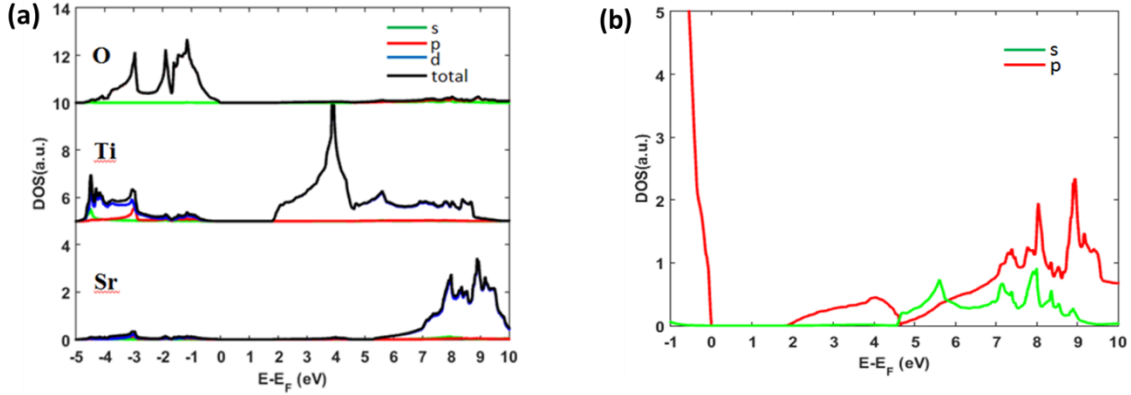 (a)
14
12
10
8
6
4
2
0
DOS(a.u.)
O
Ti
Sr
s
p
d
total
-5 -4 -3 -2 -1 0 1 2 3 4 5 6 7 8 9 10
E-EF (eV)
(b)
5
4
3
2
1
0
DOS(a.u.)
s
p
-1 0 1 2 3 4 5 6 7 8 9 10
E-EF (eV)